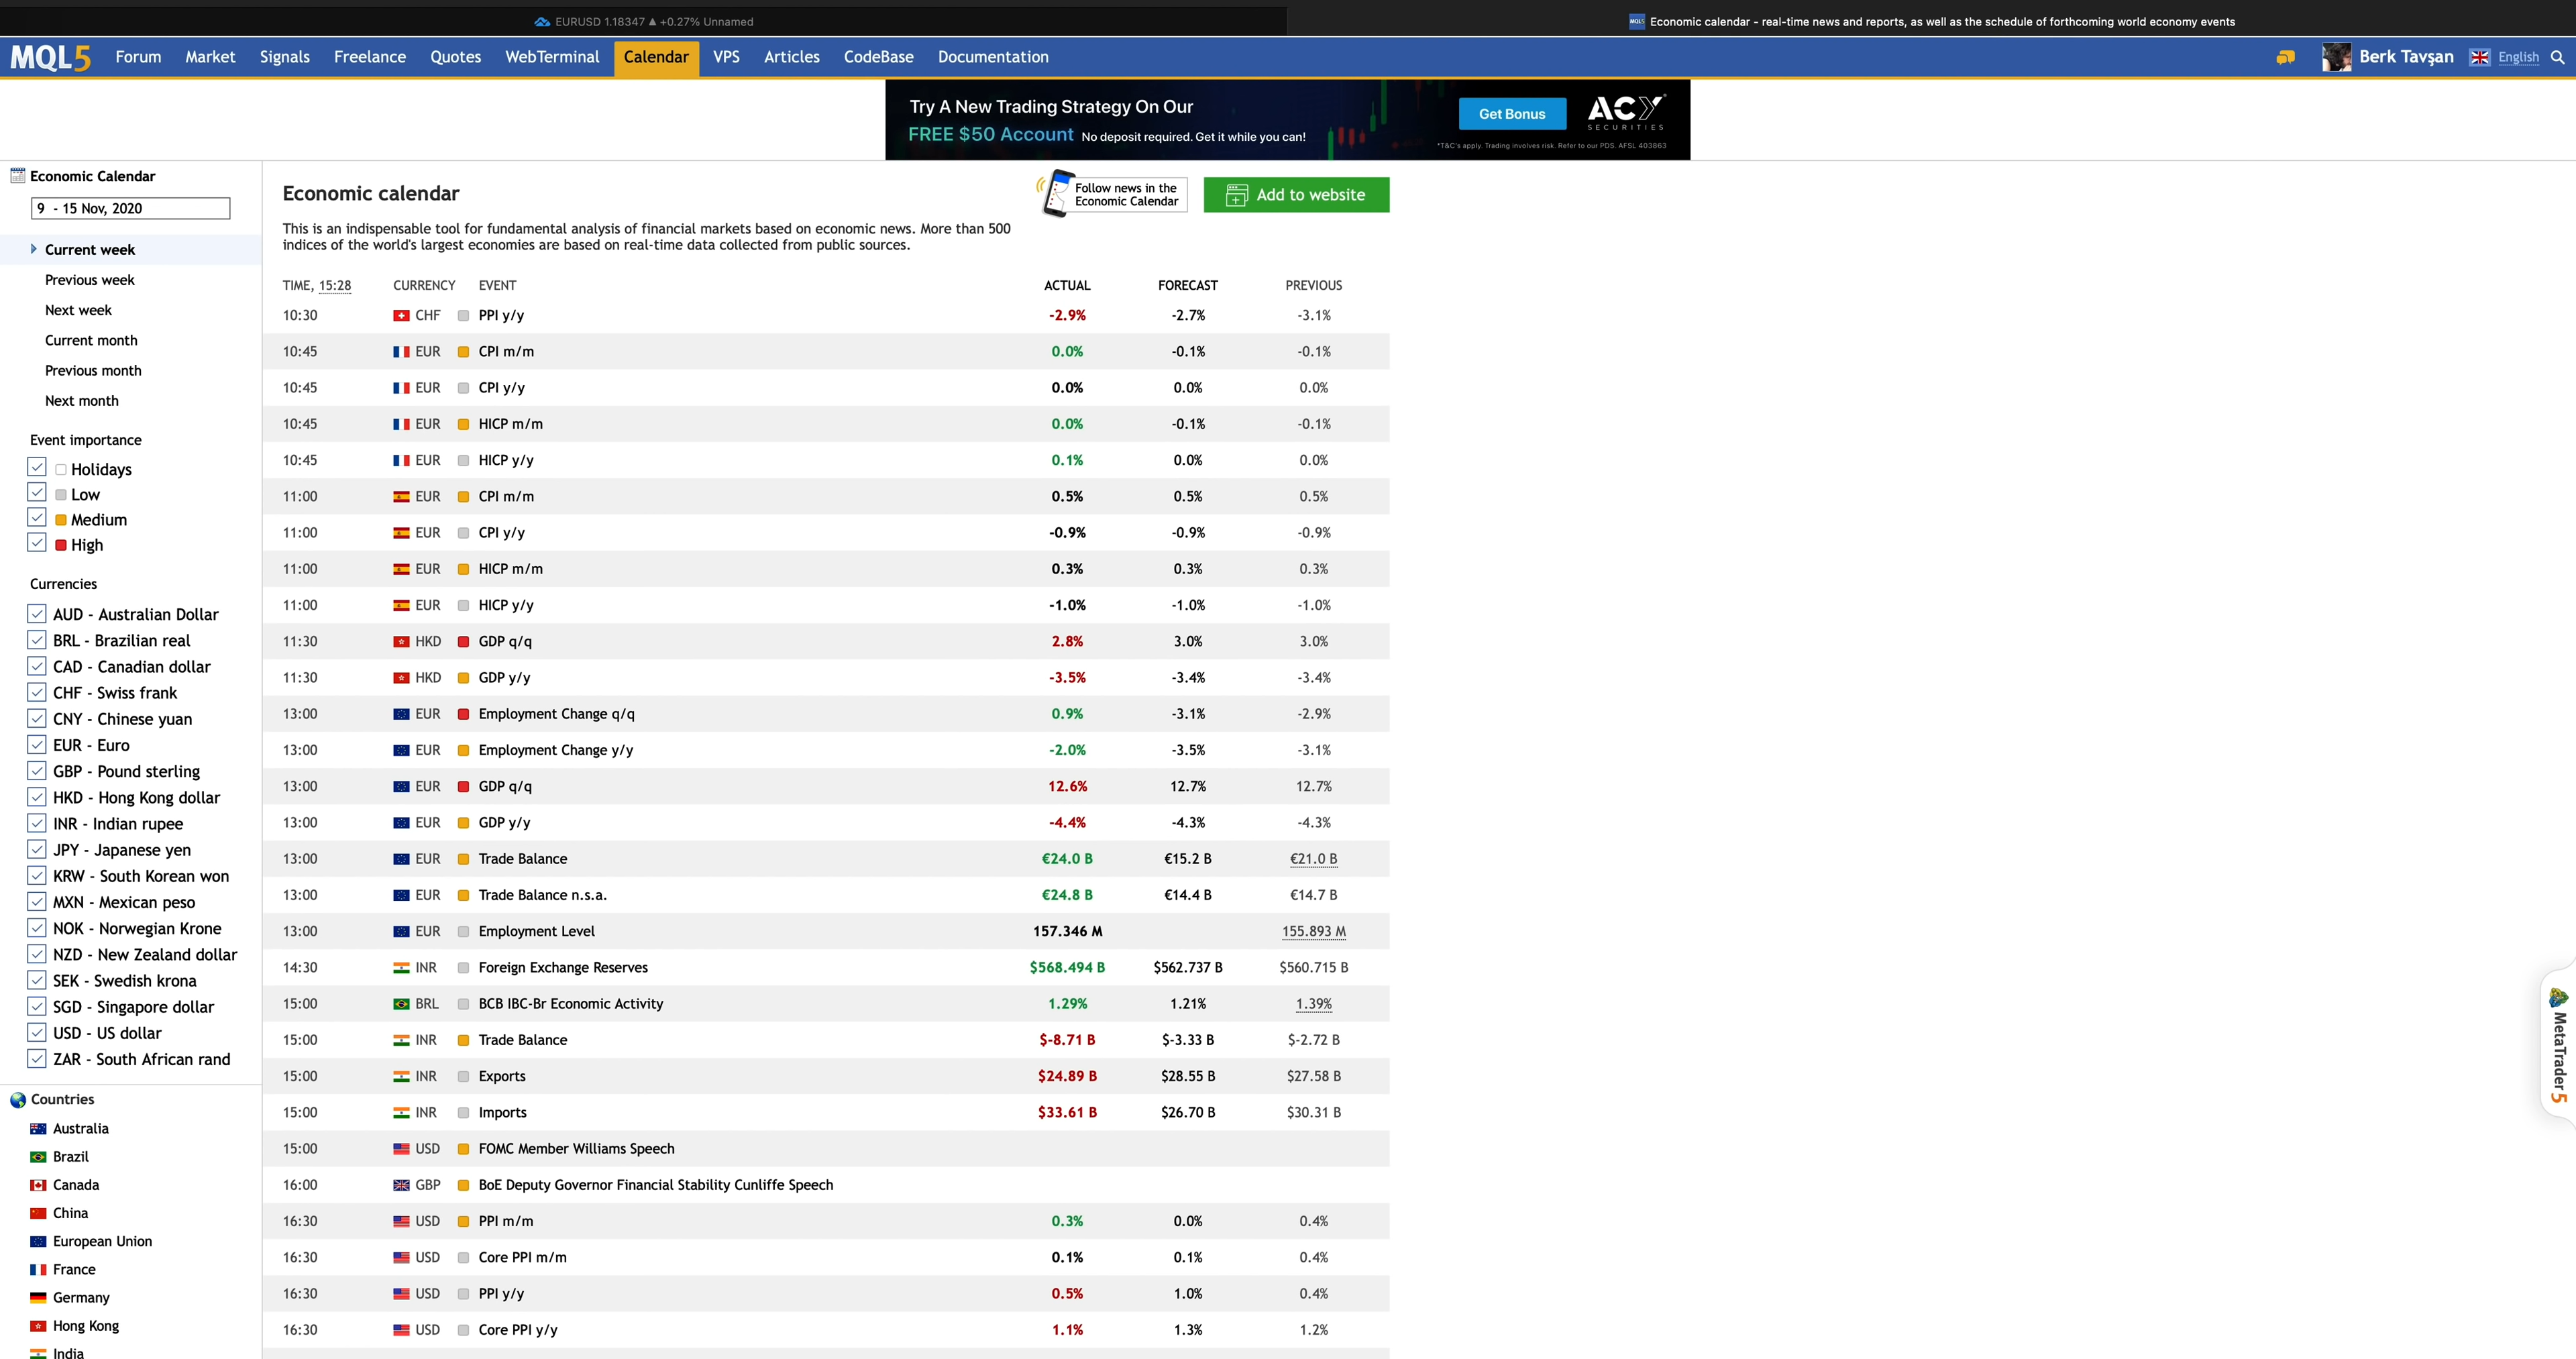 EURUSD 1.18347 ▲ +0.27% Unnamed
Economic calendar - real-time news and reports, as well as the schedule of forthcoming world economy events
MQL5 Forum Market Signals Freelance Quotes WebTerminal Calendar VPS Articles CodeBase Documentation Berk Tavşan English
Try A New Trading Strategy On Our
FREE $50 Account No deposit required. Get it while you can!
Get Bonus
ACY
SECURITIES
*T&C's apply. Trading involves risk. Refer to our PDS. AFSL 403863
Economic Calendar
9 - 15 Nov, 2020
Current week
Previous week
Next week
Current month
Previous month
Next month
Event importance
Holidays
Low
Medium
High
Currencies
AUD - Australian Dollar
BRL - Brazilian real
CAD - Canadian dollar
CHF - Swiss frank
CNY - Chinese yuan
EUR - Euro
GBP - Pound sterling
HKD - Hong Kong dollar
INR - Indian rupee
JPY - Japanese yen
KRW - South Korean won
MXN - Mexican peso
NOK - Norwegian Krone
NZD - New Zealand dollar
SEK - Swedish krona
SGD - Singapore dollar
USD - US dollar
ZAR - South African rand
Countries
Australia
Brazil
Canada
China
European Union
France
Germany
Hong Kong
India
Economic calendar
Follow news in the
Economic Calendar
Add to website
This is an indispensable tool for fundamental analysis of financial markets based on economic news. More than 500
indices of the world's largest economies are based on real-time data collected from public sources.
TIME, 15:28 CURRENCY EVENT ACTUAL FORECAST PREVIOUS
10:30 CHF PPI y/y -2.9% -2.7% -3.1%
10:45 EUR CPI m/m 0.0% -0.1% -0.1%
10:45 EUR CPI y/y 0.0% 0.0% 0.0%
10:45 EUR HICP m/m 0.0% -0.1% -0.1%
10:45 EUR HICP y/y 0.1% 0.0% 0.0%
11:00 EUR CPI m/m 0.5% 0.5% 0.5%
11:00 EUR CPI y/y -0.9% -0.9% -0.9%
11:00 EUR HICP m/m 0.3% 0.3% 0.3%
11:00 EUR HICP y/y -1.0% -1.0% -1.0%
11:30 HKD GDP q/q 2.8% 3.0% 3.0%
11:30 HKD GDP y/y -3.5% -3.4% -3.4%
13:00 EUR Employment Change q/q 0.9% -3.1% -2.9%
13:00 EUR Employment Change y/y -2.0% -3.5% -3.1%
13:00 EUR GDP q/q 12.6% 12.7% 12.7%
13:00 EUR GDP y/y -4.4% -4.3% -4.3%
13:00 EUR Trade Balance €24.0 B €15.2 B €21.0 B
13:00 EUR Trade Balance n.s.a. €24.8 B €14.4 B €14.7 B
13:00 EUR Employment Level 157.346 M 155.893 M
14:30 INR Foreign Exchange Reserves $568.494 B $562.737 B $560.715 B
15:00 BRL BCB IBC-Br Economic Activity 1.29% 1.21% 1.39%
15:00 INR Trade Balance $-8.71 B $-3.33 B $-2.72 B
15:00 INR Exports $24.89 B $28.55 B $27.58 B
15:00 INR Imports $33.61 B $26.70 B $30.31 B
15:00 USD FOMC Member Williams Speech
16:00 GBP BoE Deputy Governor Financial Stability Cunliffe Speech
16:30 USD PPI m/m 0.3% 0.0% 0.4%
16:30 USD Core PPI m/m 0.1% 0.1% 0.4%
16:30 USD PPI y/y 0.5% 1.0% 0.4%
16:30 USD Core PPI y/y 1.1% 1.3% 1.2%
MetaTrader 5